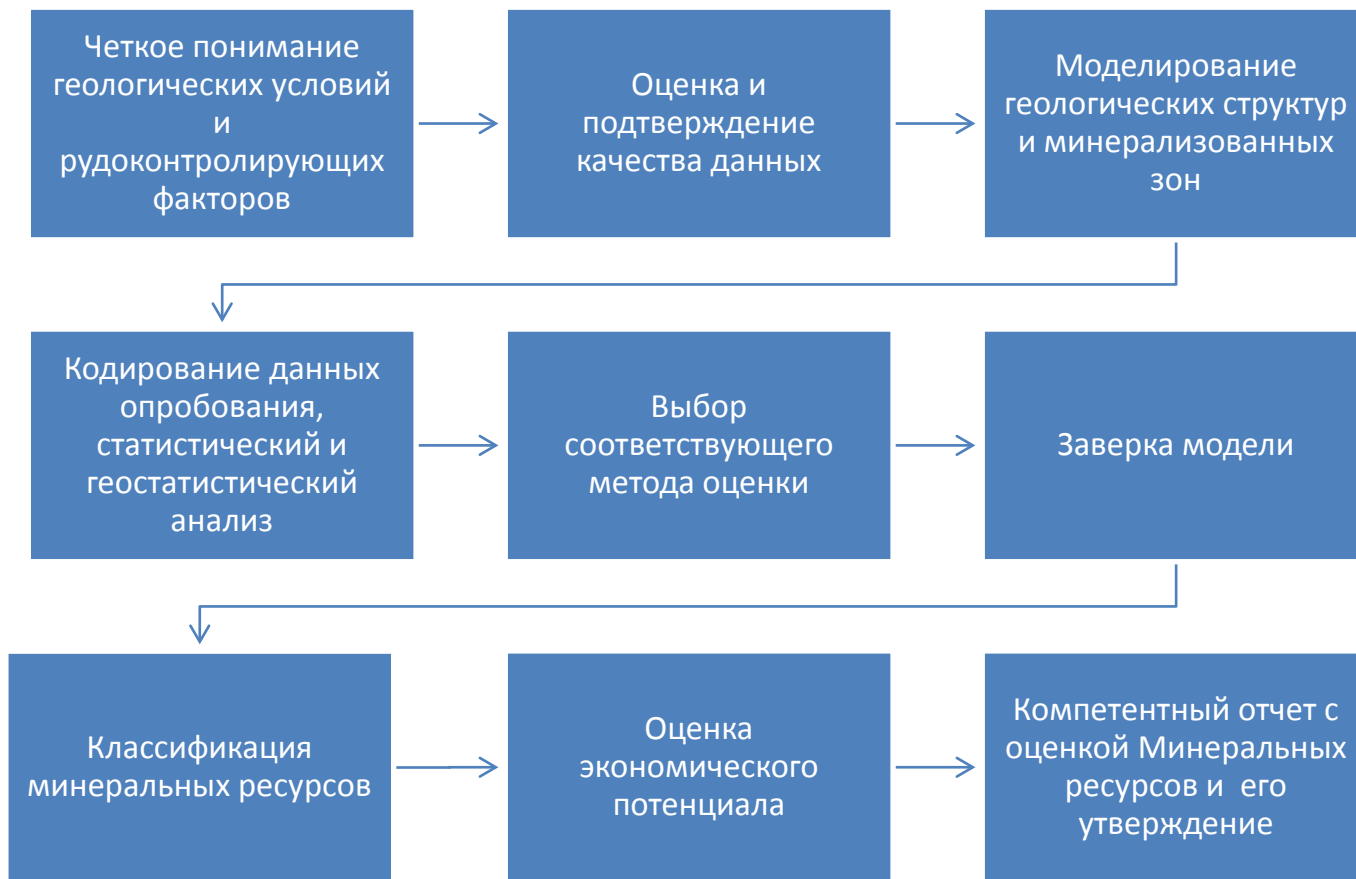 Четкое понимание
геологических условий
и
рудоконтролирующих
факторов
Оценка и
подтверждение
качества данных
Моделирование
геологических структур
и минерализованных
зон
Кодирование данных
опробования,
статистический и
геостатистический
анализ
Выбор
соответствующего
метода оценки
Заверка модели
Классификация
минеральных ресурсов
Оценка
экономического
потенциала
Компетентный отчет с
оценкой Минеральных
ресурсов и его
утверждение